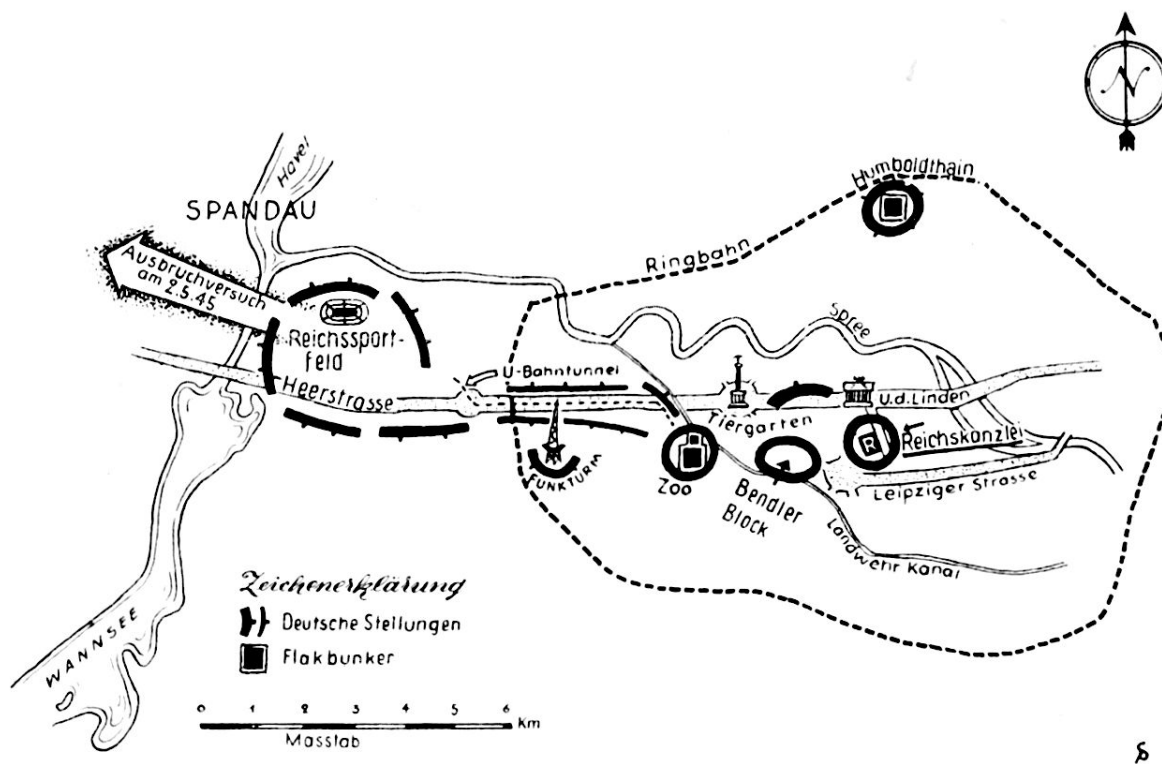 N
Humboldthain
Havel
SPANDAU
Ringbahn
Ausbruchversuch
am 2.5.45
Spree
Reichssport-
feld
U-Bahntunnel
Heerstrasse
U.d.Linden
Tiergarten
R
Reichskanzlei
FUNKTURM
Zoo
Bendler
Block
Leipziger Strasse
Landwehr Kanal
Zeichenerklärung
Deutsche Stellungen
Flakbunker
WANNSEE
0 1 2 3 4 5 6 Km
Masstab